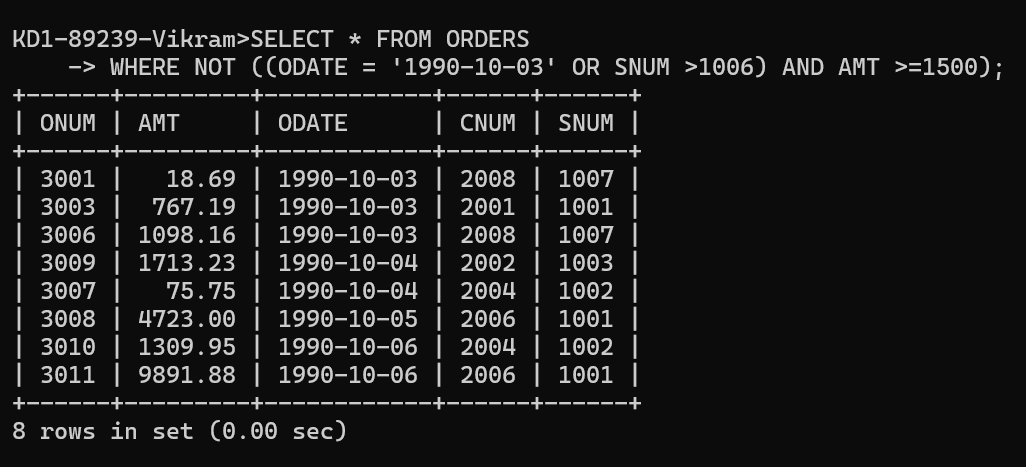 KD1-89239-Vikram>SELECT * FROM ORDERS
    -> WHERE NOT ((ODATE = '1990-10-03' OR SNUM >1006) AND AMT >=1500);
+------+---------+------------+------+------+
| ONUM | AMT     | ODATE      | CNUM | SNUM |
+------+---------+------------+------+------+
| 3001 |   18.69 | 1990-10-03 | 2008 | 1007 |
| 3003 |  767.19 | 1990-10-03 | 2001 | 1001 |
| 3006 | 1098.16 | 1990-10-03 | 2008 | 1007 |
| 3009 | 1713.23 | 1990-10-04 | 2002 | 1003 |
| 3007 |   75.75 | 1990-10-04 | 2004 | 1002 |
| 3008 | 4723.00 | 1990-10-05 | 2006 | 1001 |
| 3010 | 1309.95 | 1990-10-06 | 2004 | 1002 |
| 3011 | 9891.88 | 1990-10-06 | 2006 | 1001 |
+------+---------+------------+------+------+
8 rows in set (0.00 sec)